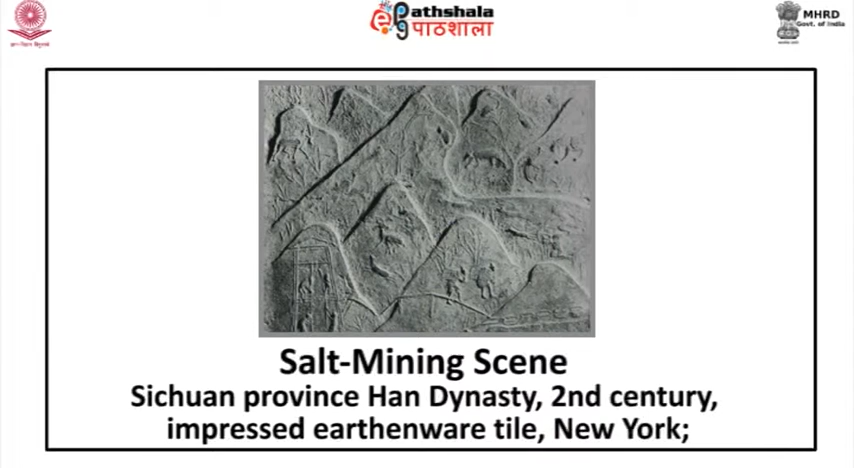 epathshala
पाठशाला
MHRD
Govt. of India
Salt-Mining Scene
Sichuan province Han Dynasty, 2nd century,
impressed earthenware tile, New York;